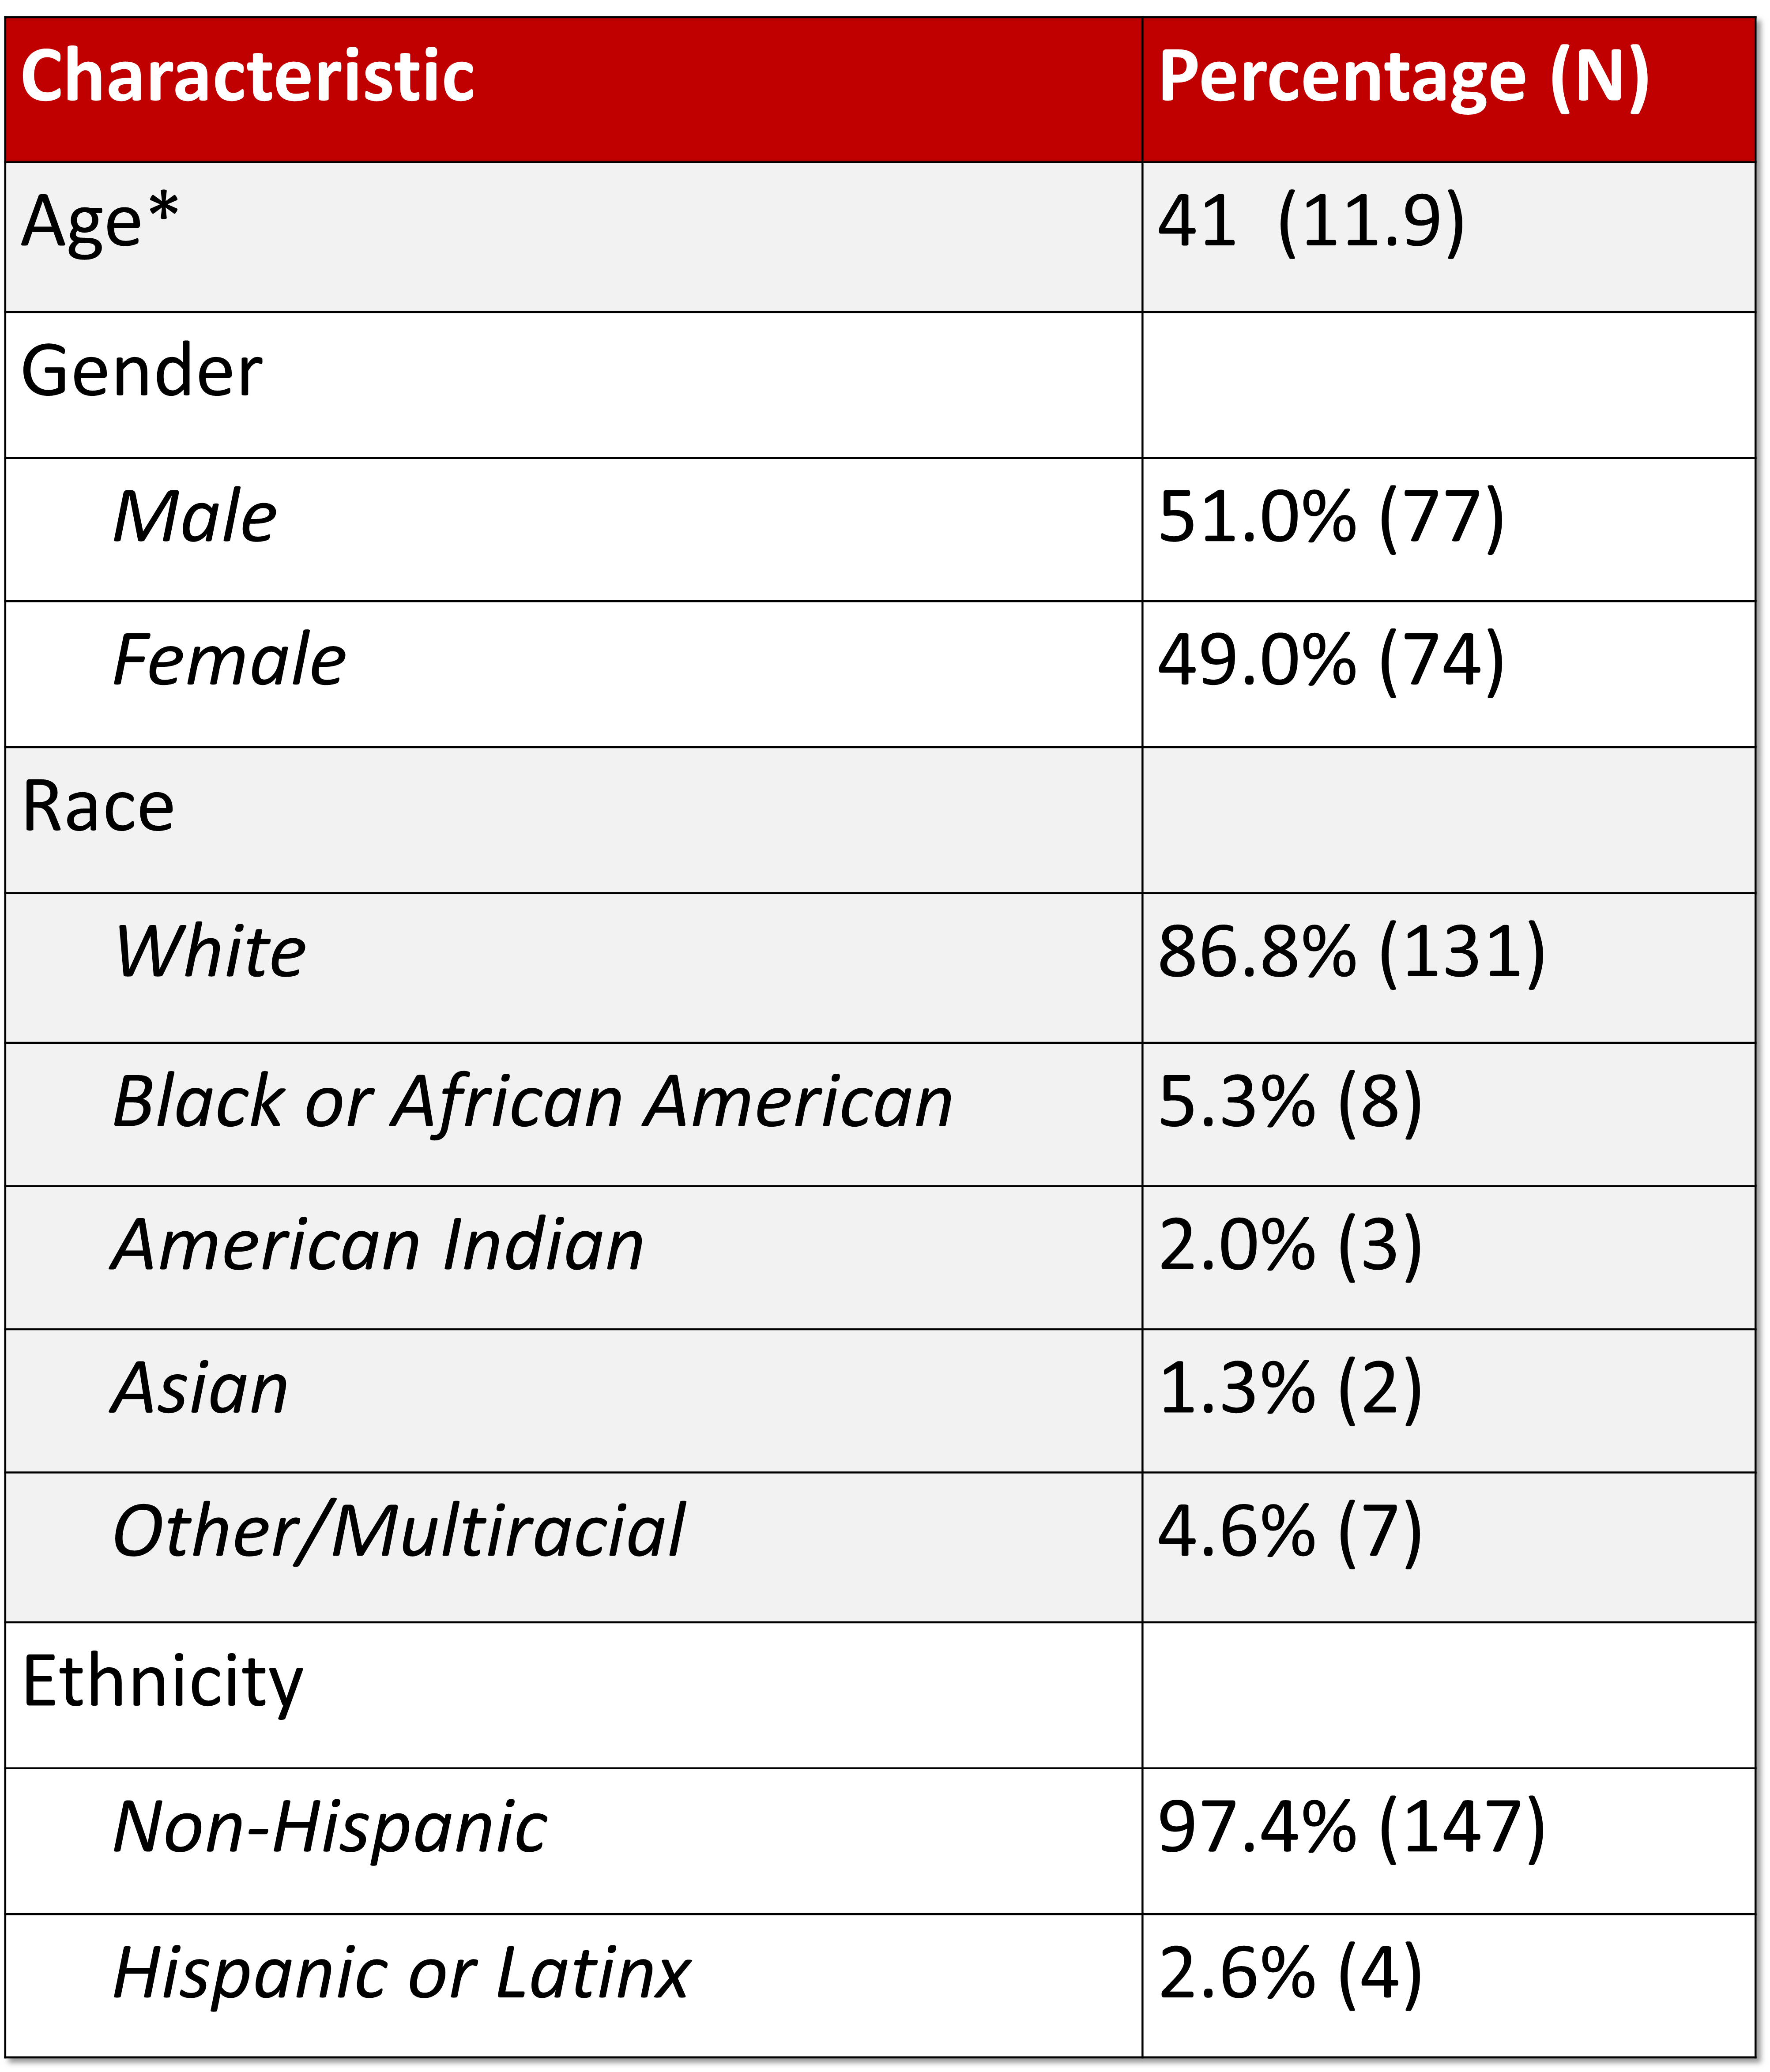 Characteristic Percentage (N)
Age* 41 (11.9)
Gender
Male 51.0% (77)
Female 49.0% (74)
Race
White 86.8% (131)
Black or African American 5.3% (8)
American Indian 2.0% (3)
Asian 1.3% (2)
Other/Multiracial 4.6% (7)
Ethnicity
Non-Hispanic 97.4% (147)
Hispanic or Latinx 2.6% (4)